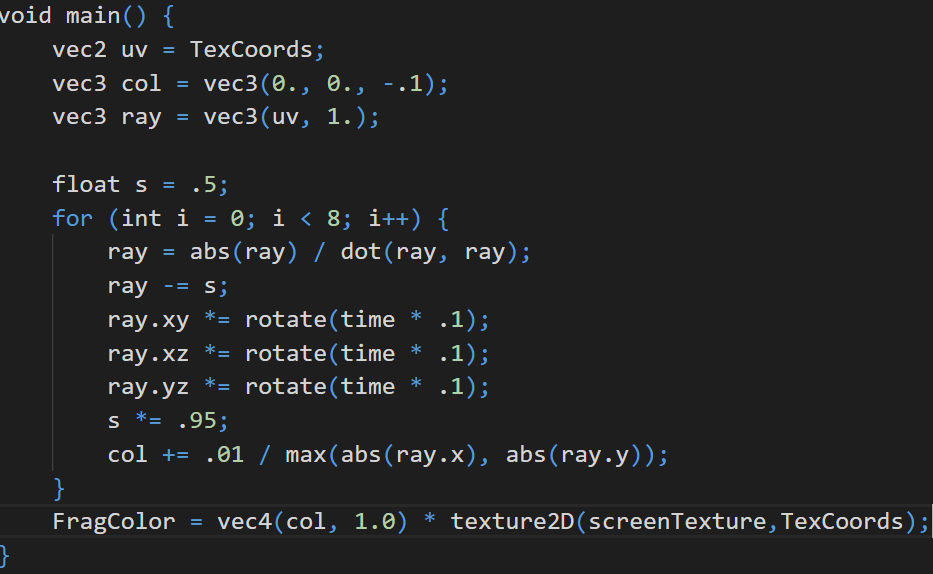 void main() {
    vec2 uv = TexCoords;
    vec3 col = vec3(0., 0., -.1);
    vec3 ray = vec3(uv, 1.);

    float s = .5;
    for (int i = 0; i < 8; i++) {
        ray = abs(ray) / dot(ray, ray);
        ray -= s;
        ray.xy *= rotate(time * .1);
        ray.xz *= rotate(time * .1);
        ray.yz *= rotate(time * .1);
        s *= .95;
        col += .01 / max(abs(ray.x), abs(ray.y));
    }
    FragColor = vec4(col, 1.0) * texture2D(screenTexture,TexCoords);
}